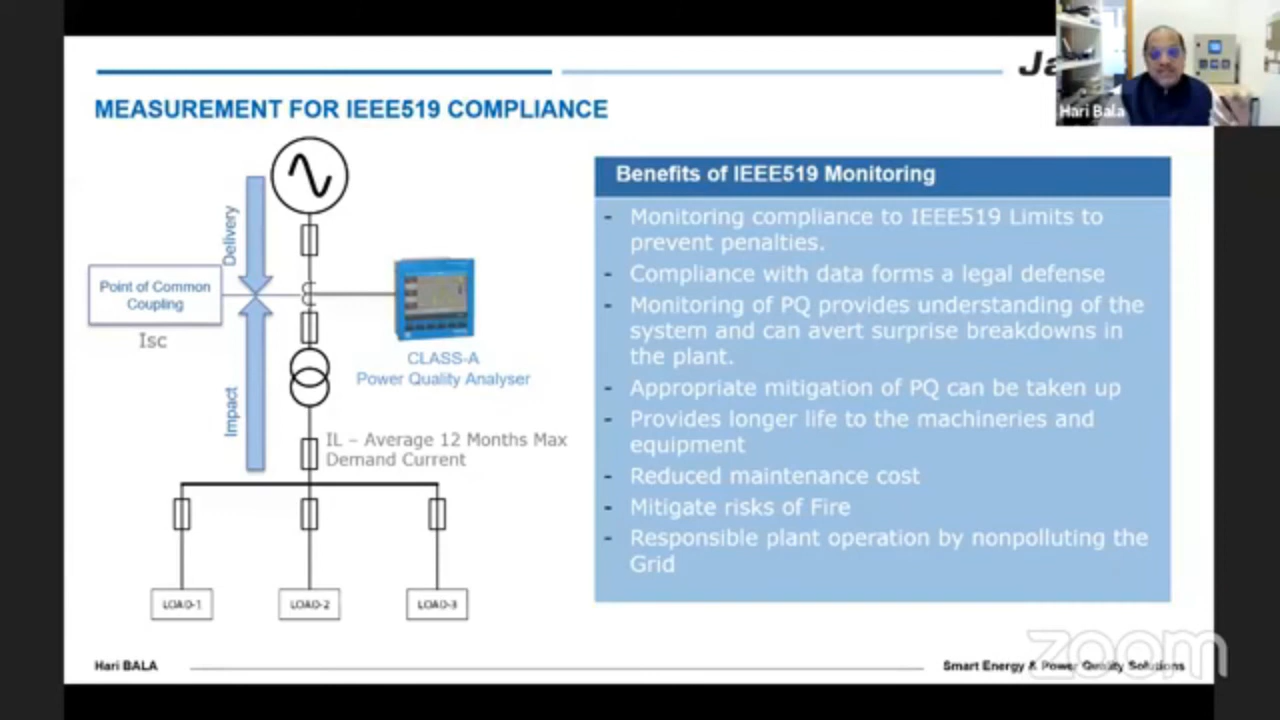 Ja
Hari Bala
MEASUREMENT FOR IEEE519 COMPLIANCE
Delivery
Point of Common
Coupling
Isc
Impact
CLASS-A
Power Quality Analyser
IL – Average 12 Months Max
Demand Current
LOAD-1
LOAD-2
LOAD-3
Benefits of IEEE519 Monitoring
- Monitoring compliance to IEEE519 Limits to
prevent penalties.
- Compliance with data forms a legal defense
- Monitoring of PQ provides understanding of the
system and can avert surprise breakdowns in
the plant.
- Appropriate mitigation of PQ can be taken up
- Provides longer life to the machineries and
equipment
- Reduced maintenance cost
- Mitigate risks of Fire
- Responsible plant operation by nonpolluting the
Grid
Hari BALA
Smart Energy & Power Quality Solutions
zoom